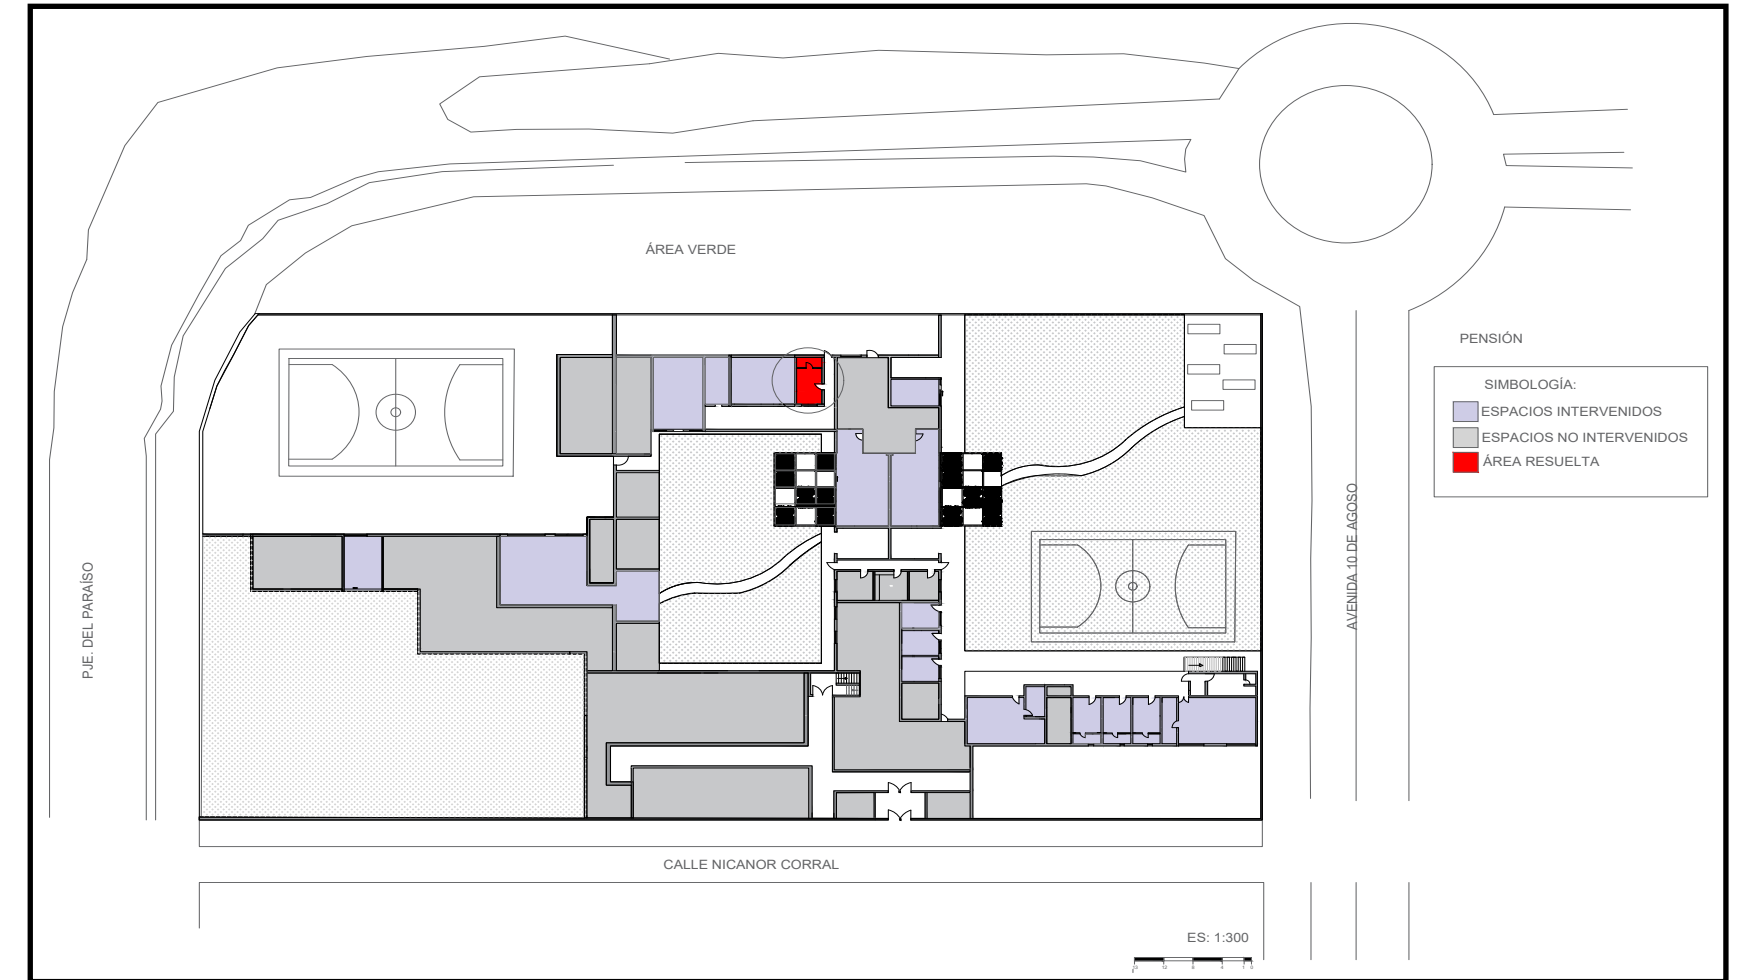 ÁREA VERDE
PENSIÓN
SIMBOLOGÍA:
ESPACIOS INTERVENIDOS
ESPACIOS NO INTERVENIDOS
ÁREA RESUELTA
PJE. DEL PARAÍSO
AVENIDA 10 DE AGOSO
CALLE NICANOR CORRAL
ES: 1:300